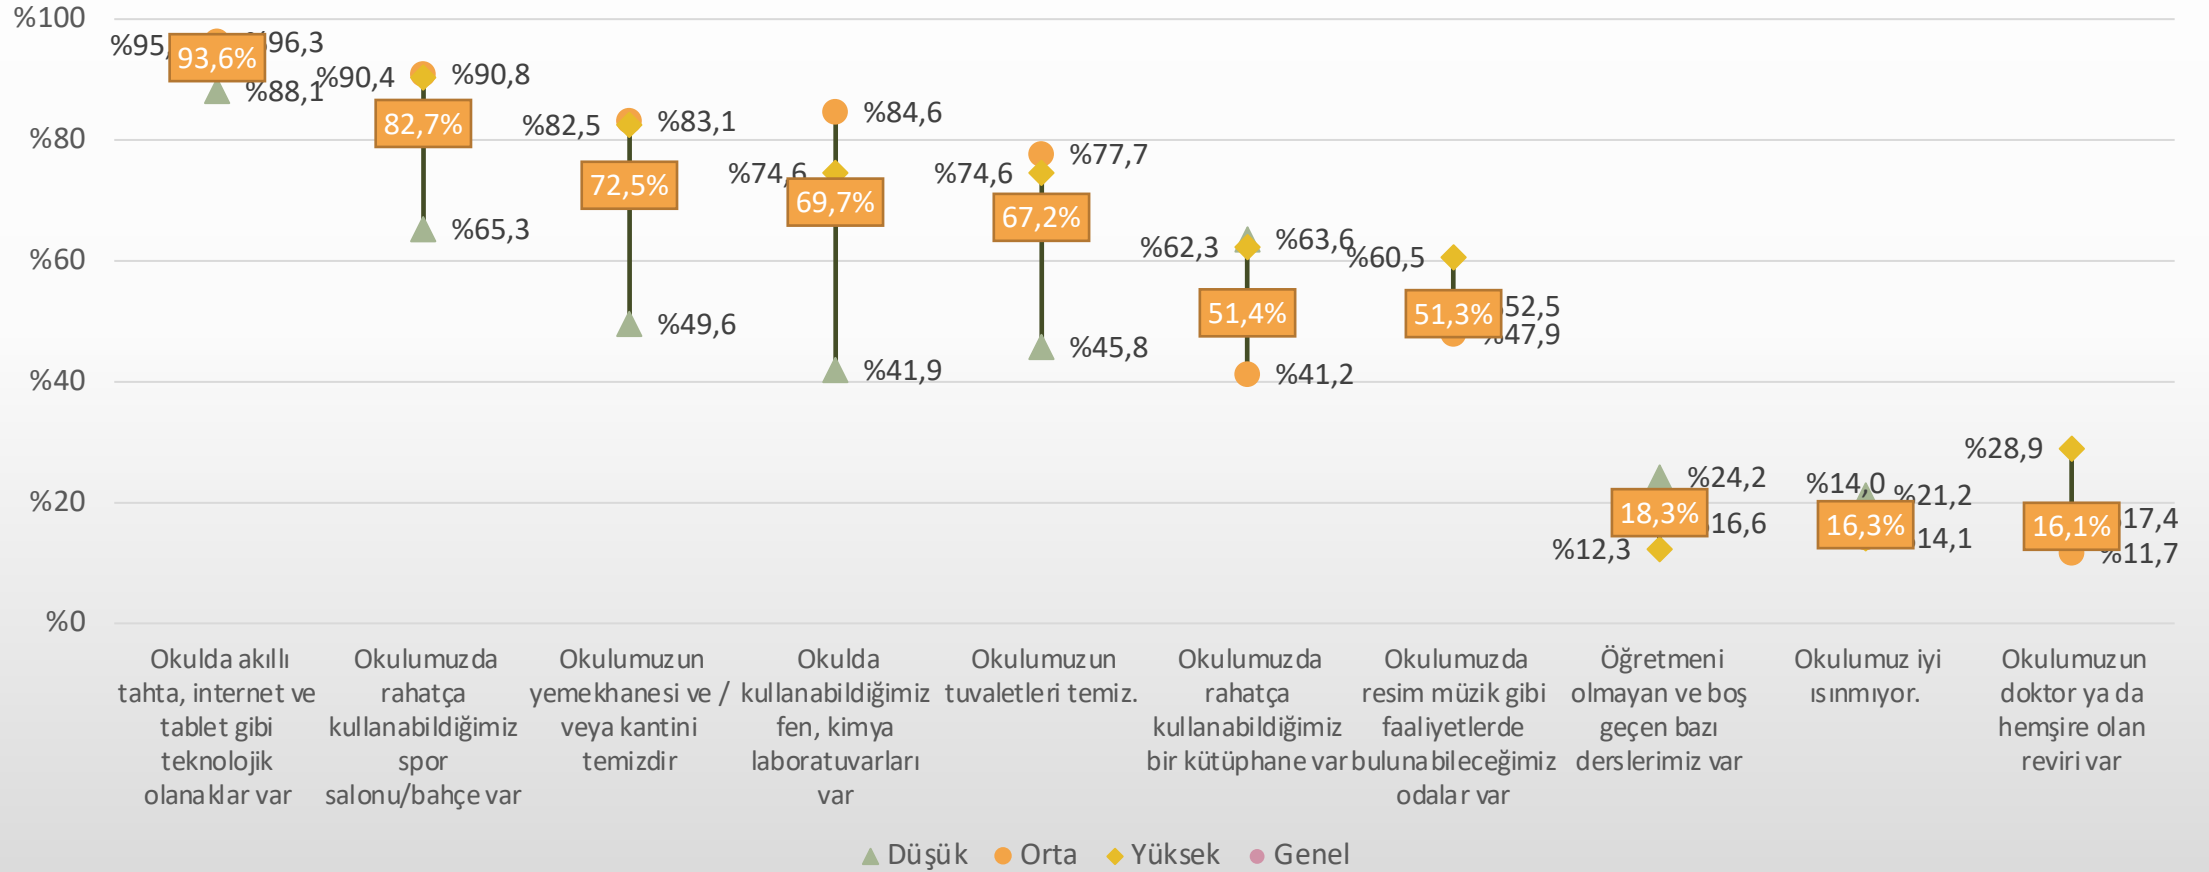 %100
%80
%60
%40
%20
%0
%95,
93,6%
96,3
%88,1
%90,4
%90,8
82,7%
%65,3
%82,5
%83,1
72,5%
%49,6
%84,6
%74,6
69,7%
%41,9
%77,7
%74,6
67,2%
%45,8
%62,3
%63,6
51,4%
%41,2
%60,5
52,5
51,3%
%47,9
%24,2
18,3%
16,6
%12,3
%14,0
%21,2
16,3%
14,1
%28,9
17,4
16,1%
%11,7
Okulda akıllı
tahta, internet ve
tablet gibi
teknolojik
olanaklar var
Okulumuzda
rahatça
kullanabildiğimiz
spor
salonu/bahçe var
Okulumuzun
yemekhanesi ve /
veya kantini
temizdir
Okulda
kullanabildiğimiz
fen, kimya
laboratuvarları
var
Okulumuzun
tuvaletleri temiz.
Okulumuzda
rahatça
kullanabildiğimiz
bir kütüphane var
Okulumuzda
resim müzik gibi
faaliyetlerde
bulunabileceğimiz
odalar var
Öğretmeni
olmayan ve boş
geçen bazı
derslerimiz var
Okulumuz iyi
ısınmıyor.
Okulumuzun
doktor ya da
hemşire olan
reviri var
Düşük Orta Yüksek Genel